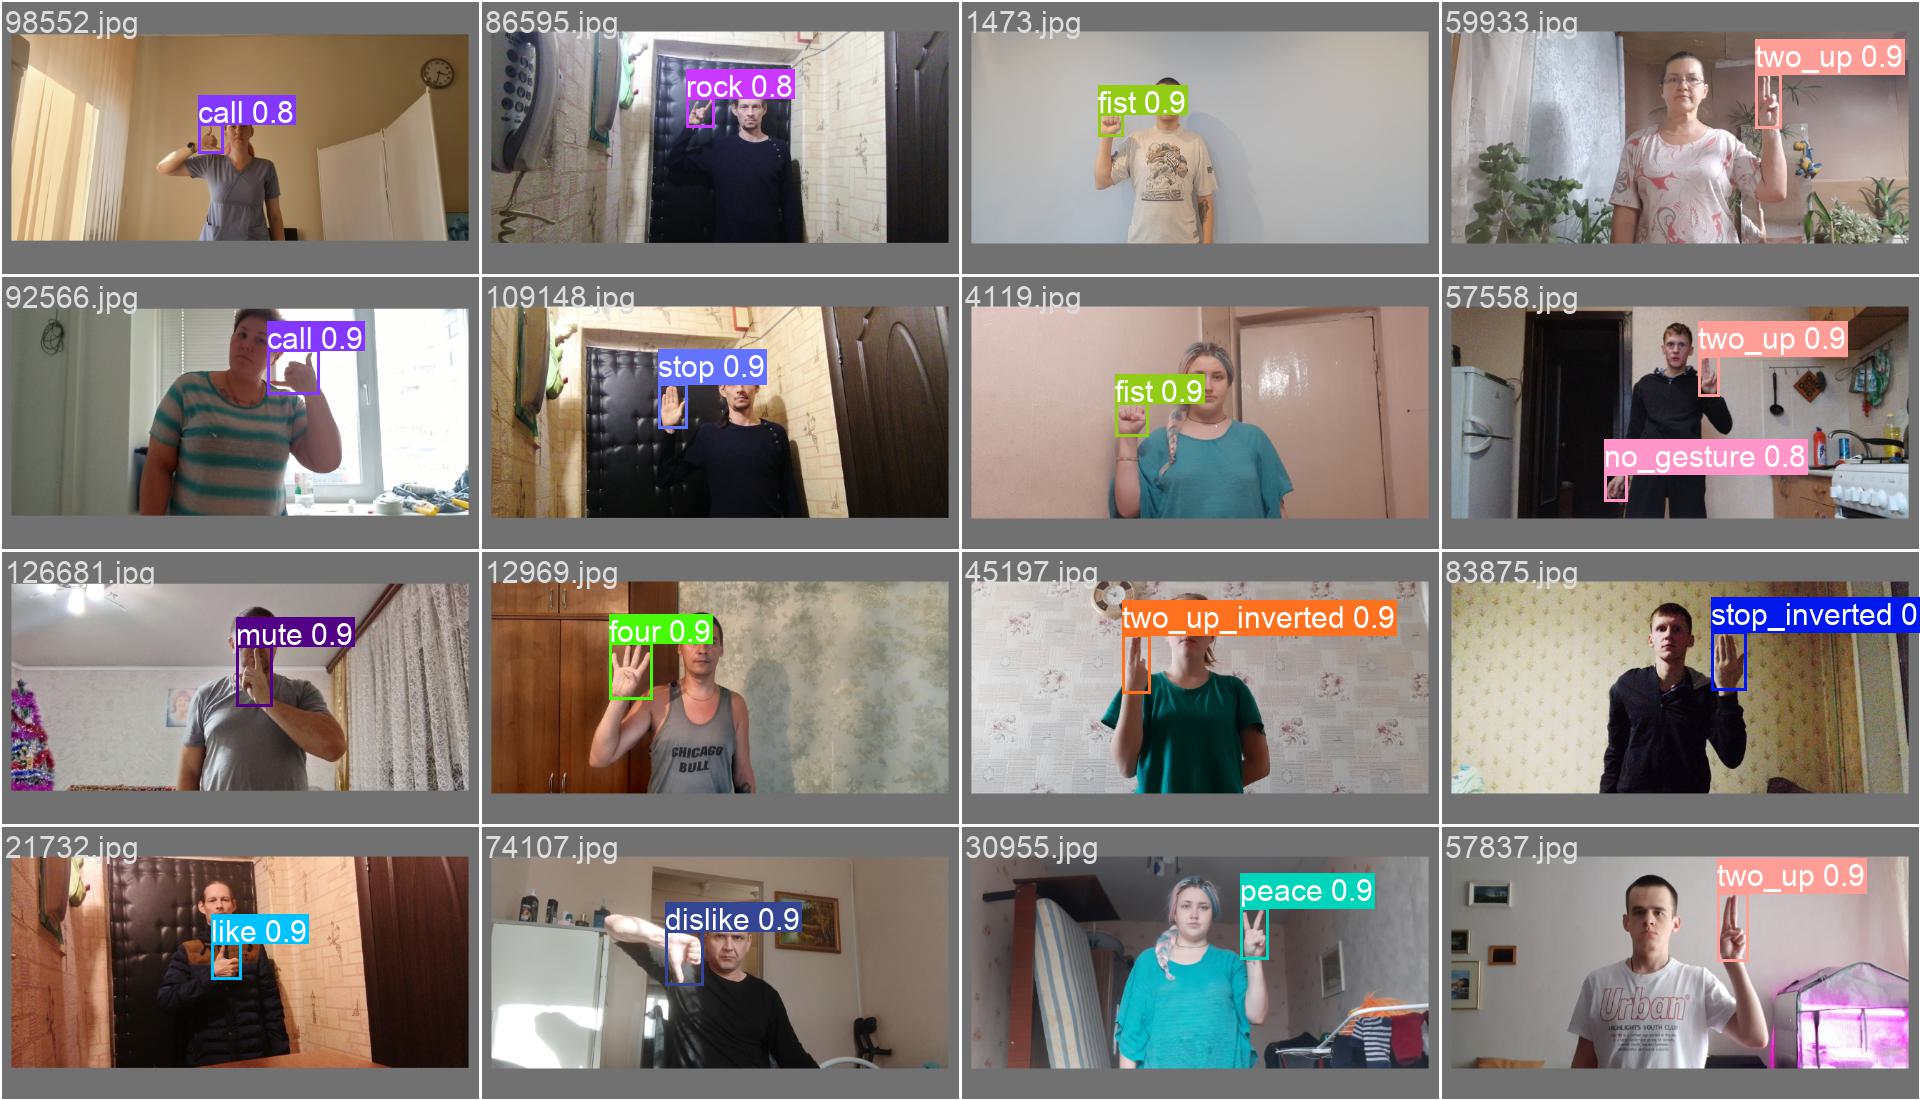 98552.jpg
call 0.8
86595.jpg
rock 0.8
1473.jpg
fist 0.9
59933.jpg
two_up 0.9
92566.jpg
call 0.9
109148.jpg
stop 0.9
4119.jpg
fist 0.9
57558.jpg
two_up 0.9
no_gesture 0.8
126681.jpg
mute 0.9
12969.jpg
four 0.9
CHICAGO
BULL
45197.jpg
two_up_inverted 0.9
83875.jpg
stop_inverted 0
21732.jpg
like 0.9
74107.jpg
dislike 0.9
30955.jpg
peace 0.9
57837.jpg
two_up 0.9
Urban
HIGHLIGHTS YOUTH CLUB